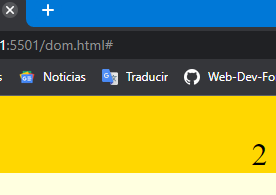 1:5501/dom.html#
s Noticias Traducir Web-Dev-Fo
2